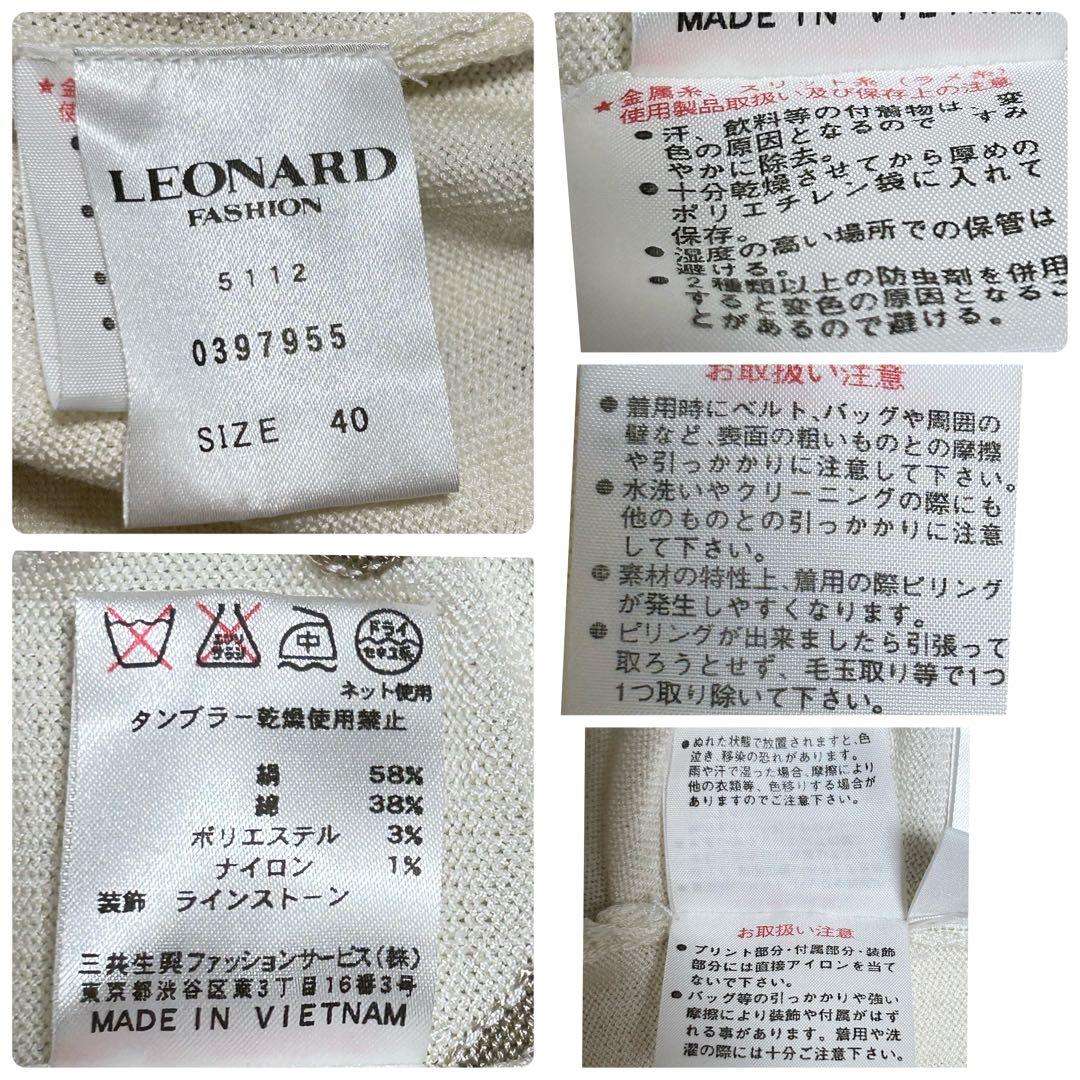 LEONARD
FASHION
5112
0397955
SIZE 40
★金
使用
MADE IN VIETNAM
★金属糸、スリット糸(ラメ糸)
使用製品取扱い及び保存上の注意
●汗、飲料等の付着物は、変
色の原因となるので すみ
やかに除去。
●十分乾燥させてから厚めの
ポリエチレン袋に入れて
保存。
●湿度の高い場所での保管は
避ける。
●2種類以上の防虫剤を併用
すると変色の原因となるこ
とがあるので避ける。
お取扱い注意
●着用時にベルト、バッグや周囲の
壁など、表面の粗いものとの摩擦
や引っかかりに注意して下さい。
●水洗いやクリーニングの際にも
他のものとの引っかかりに注意
して下さい。
●素材の特性上、着用の際ピリング
が発生しやすくなります。
●ピリングが出来ましたら引張って
取ろうとせず、毛玉取り等で1つ
1つ取り除いて下さい。
エンソ
サラシ
中
ドライ
セキユ系
ネット使用
タンブラー乾燥使用禁止
絹 58%
綿 38%
ポリエステル 3%
ナイロン 1%
装飾 ラインストーン
三共生興ファッションサービス(株)
東京都渋谷区東3丁目16番3号
MADE IN VIETNAM
●ぬれた状態で放置されますと、色
泣き 移染の恐れがあります。
雨や汗で湿った場合、摩擦により
他の衣類等、色移りする場合が
ありますのでご注意下さい。
お取扱い注意
●プリント部分・付属部分・装飾
部分には直接アイロンを当て
ないで下さい。
●バッグ等の引っかかりや強い
摩擦により装飾や付属がはず
れる事があります。着用や洗
濯の際には十分ご注意下さい。